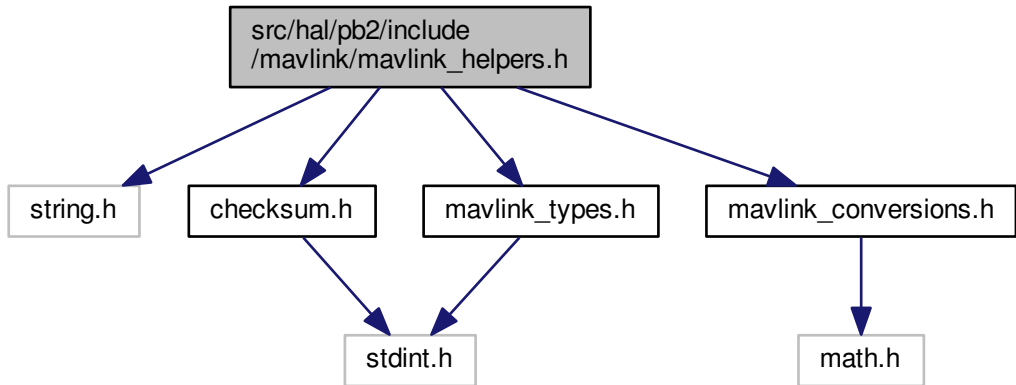 src/hal/pb2/include
/mavlink/mavlink_helpers.h
string.h
checksum.h
mavlink_types.h
mavlink_conversions.h
stdint.h
math.h